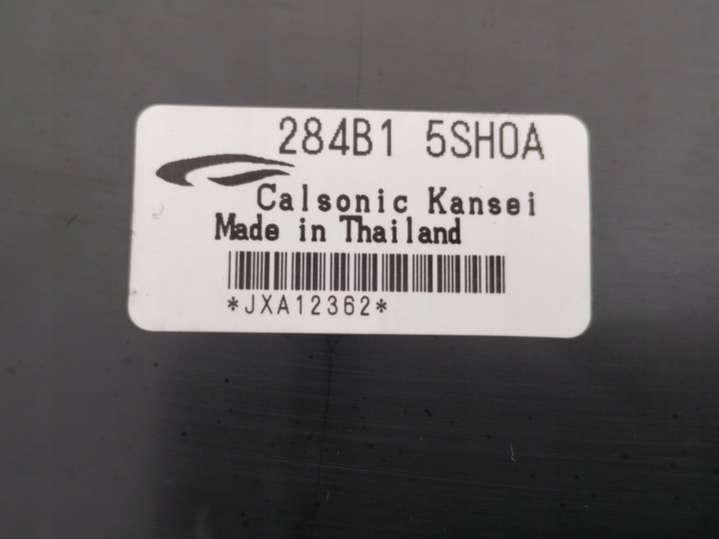 284B1 5SH0A
Calsonic Kansei
Made in Thailand
*JXA12362*